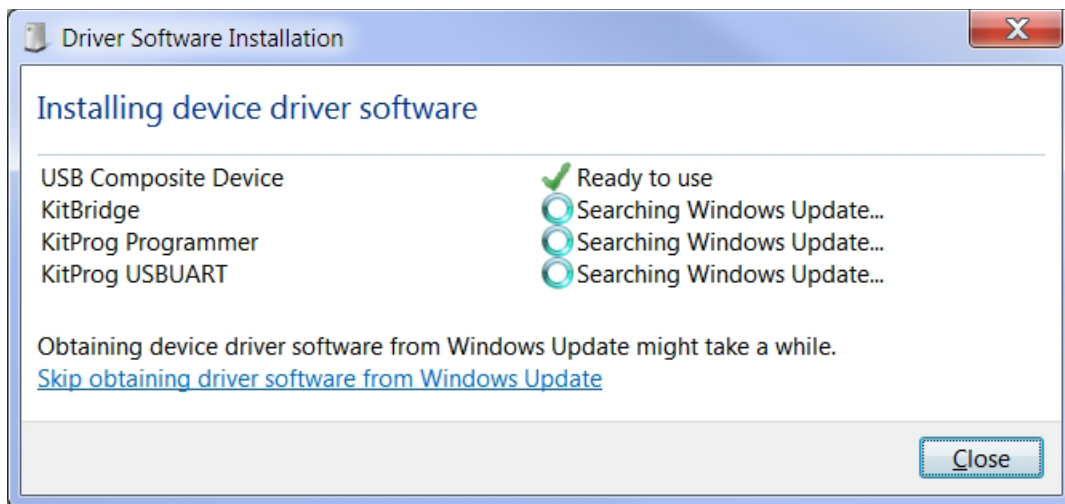 Driver Software Installation
Installing device driver software
USB Composite Device Ready to use
KitBridge Searching Windows Update...
KitProg Programmer Searching Windows Update...
KitProg USBUART Searching Windows Update...
Obtaining device driver software from Windows Update might take a while.
Skip obtaining driver software from Windows Update
Close